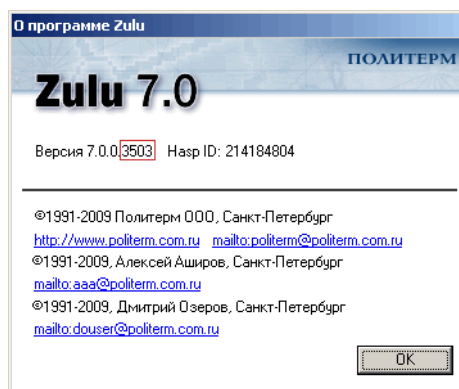 О программе Zulu
ПОЛИТЕРМ
Zulu 7.0
Версия 7.0.0.3503 Hasp ID: 214184804
©1991-2009 Политерм ООО, Санкт-Петербург
http://www.politerm.com.ru mailto:politerm@politerm.com.ru
©1991-2009, Алексей Аширов, Санкт-Петербург
mailto:aaa@politerm.com.ru
©1991-2009, Дмитрий Озеров, Санкт-Петербург
mailto:douser@politerm.com.ru
OK